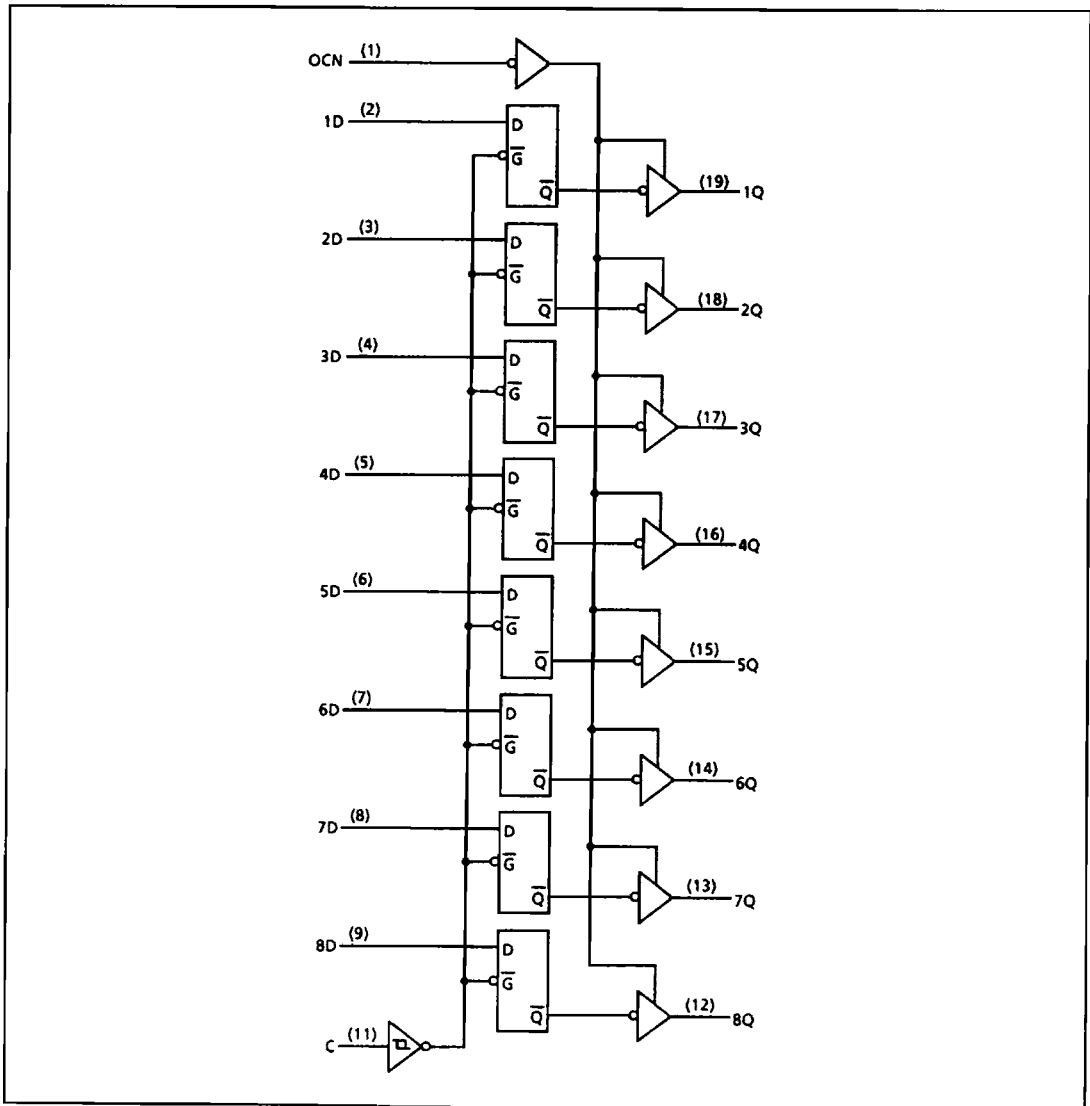 OCN (1)
1D (2)
D
G̅
Q̅
(19) 1Q
2D (3)
D
G̅
Q̅
(18) 2Q
3D (4)
D
G̅
Q̅
(17) 3Q
4D (5)
D
G̅
Q̅
(16) 4Q
5D (6)
D
G̅
Q̅
(15) 5Q
6D (7)
D
G̅
Q̅
(14) 6Q
7D (8)
D
G̅
Q̅
(13) 7Q
8D (9)
D
G̅
Q̅
(12) 8Q
C (11)